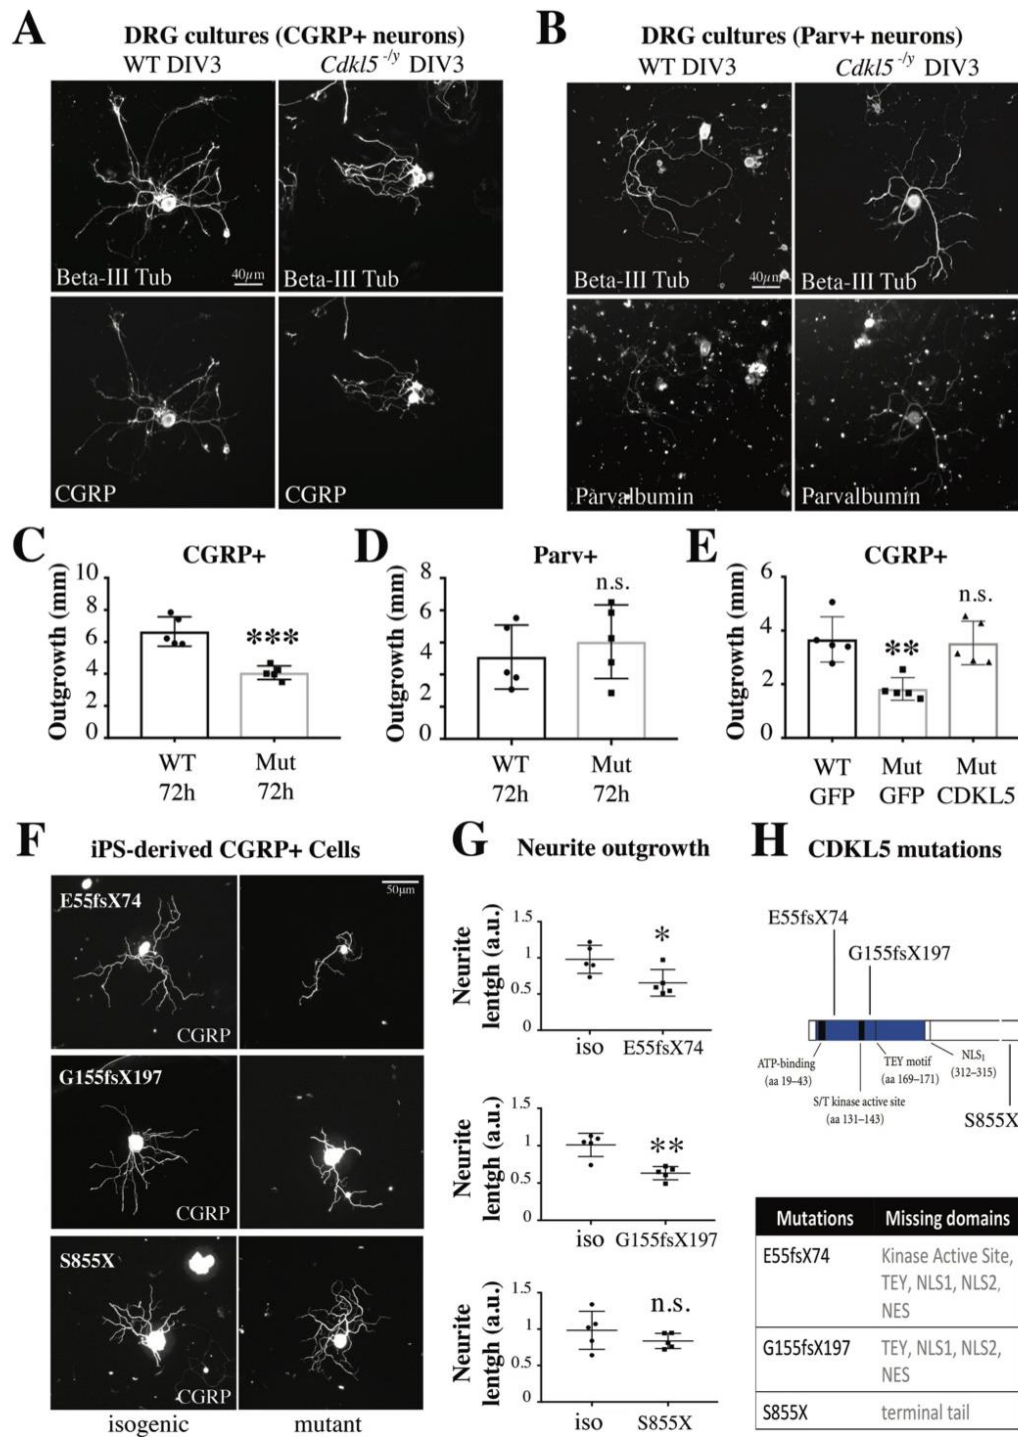 A
DRG cultures (CGRP+ neurons)
WT DIV3
Cdkl5 -/y DIV3
Beta-III Tub
40µm
Beta-III Tub
CGRP
CGRP
B
DRG cultures (Parv+ neurons)
WT DIV3
Cdkl5 -/y DIV3
Beta-III Tub
40µm
Beta-III Tub
Parvalbumin
Parvalbumin
C
CGRP+
Outgrowth (mm)
10
8
6
4
2
0
***
WT
72h
Mut
72h
D
Parv+
Outgrowth (mm)
8
6
4
2
0
n.s.
WT
72h
Mut
72h
E
CGRP+
Outgrowth (mm)
6
4
2
0
**
n.s.
WT
GFP
Mut
GFP
Mut
CDKL5
F
iPS-derived CGRP+ Cells
E55fsX74
50µm
CGRP
G155fsX197
CGRP
S855X
CGRP
isogenic
mutant
G
Neurite outgrowth
Neurite
lentgh (a.u.)
1.5
1
0.5
0
*
iso
E55fsX74
Neurite
lentgh (a.u.)
1.5
1
0.5
0
**
iso
G155fsX197
Neurite
lentgh (a.u.)
1.5
1
0.5
0
n.s.
iso
S855X
H
CDKL5 mutations
E55fsX74
G155fsX197
ATP-binding
(aa 19–43)
S/T kinase active site
(aa 131–143)
TEY motif
(aa 169–171)
NLS1
(312–315)
S855X
Mutations Missing domains
E55fsX74 Kinase Active Site,
TEY, NLS1, NLS2,
NES
G155fsX197 TEY, NLS1, NLS2,
NES
S855X terminal tail